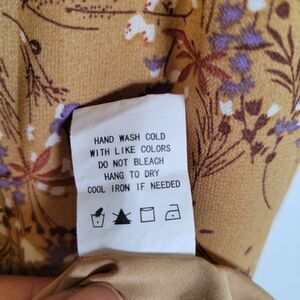 HAND WASH COLD
WITH LIKE COLORS
DO NOT BLEACH
HANG TO DRY
COOL IRON IF NEEDED